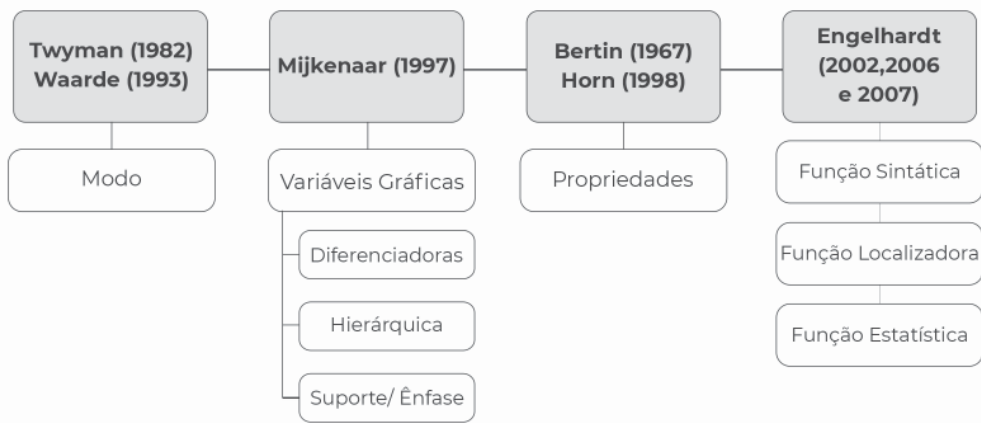 Twyman (1982)
Waarde (1993)
Modo
Mijkenaar (1997)
Variáveis Gráficas
Diferenciadoras
Hierárquica
Suporte/ Ênfase
Bertin (1967)
Horn (1998)
Propriedades
Engelhardt
(2002,2006
e 2007)
Função Sintática
Função Localizadora
Função Estatística